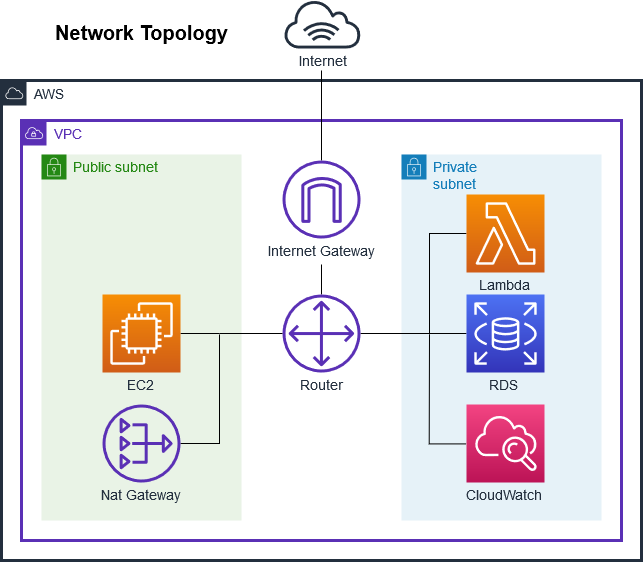 Network Topology
Internet
AWS
VPC
Public subnet
Private
subnet
Internet Gateway
Lambda
EC2
Router
RDS
Nat Gateway
CloudWatch